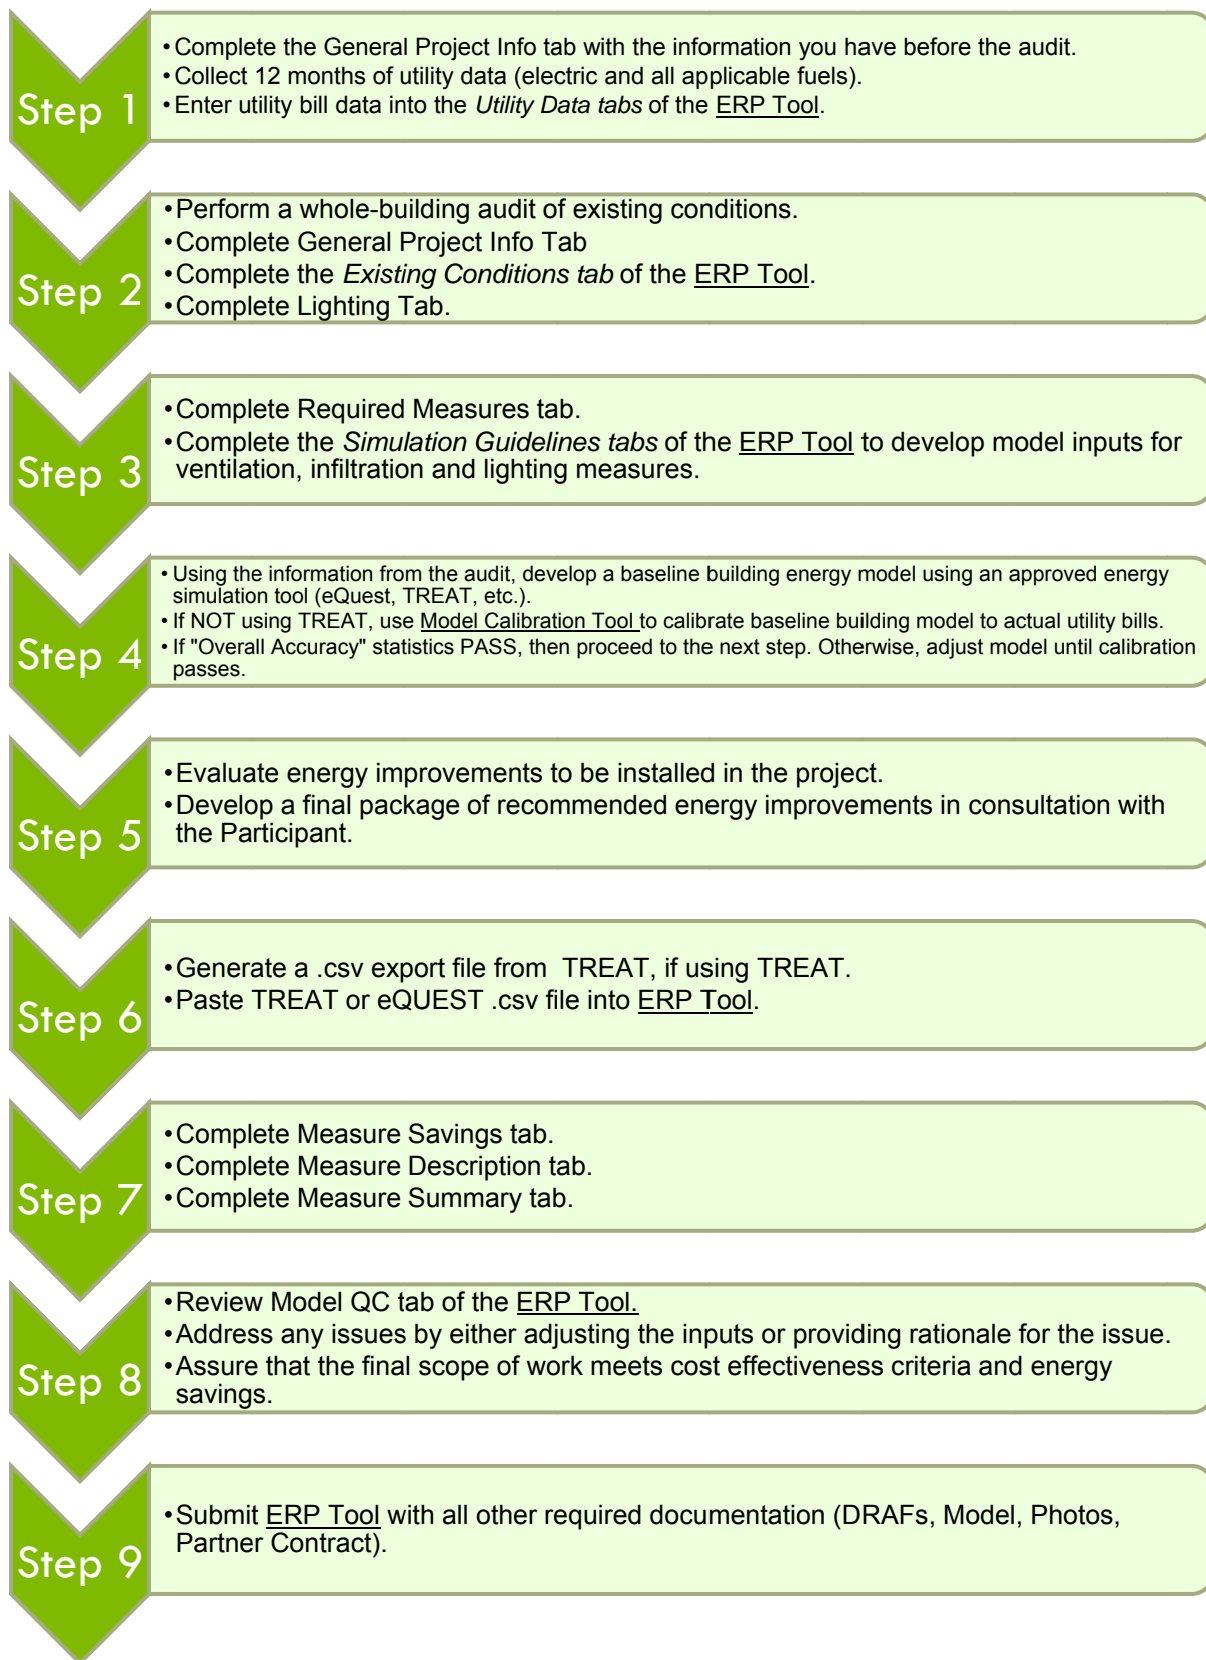 Step 1
•Complete the General Project Info tab with the information you have before the audit.
•Collect 12 months of utility data (electric and all applicable fuels).
•Enter utility bill data into the Utility Data tabs of the ERP Tool.
Step 2
•Perform a whole-building audit of existing conditions.
•Complete General Project Info Tab
•Complete the Existing Conditions tab of the ERP Tool.
•Complete Lighting Tab.
Step 3
•Complete Required Measures tab.
•Complete the Simulation Guidelines tabs of the ERP Tool to develop model inputs for
ventilation, infiltration and lighting measures.
Step 4
•Using the information from the audit, develop a baseline building energy model using an approved energy
simulation tool (eQuest, TREAT, etc.).
•If NOT using TREAT, use Model Calibration Tool to calibrate baseline building model to actual utility bills.
•If "Overall Accuracy" statistics PASS, then proceed to the next step. Otherwise, adjust model until calibration
passes.
Step 5
•Evaluate energy improvements to be installed in the project.
•Develop a final package of recommended energy improvements in consultation with
the Participant.
Step 6
•Generate a .csv export file from TREAT, if using TREAT.
•Paste TREAT or eQUEST .csv file into ERP Tool.
Step 7
•Complete Measure Savings tab.
•Complete Measure Description tab.
•Complete Measure Summary tab.
Step 8
•Review Model QC tab of the ERP Tool.
•Address any issues by either adjusting the inputs or providing rationale for the issue.
•Assure that the final scope of work meets cost effectiveness criteria and energy
savings.
Step 9
•Submit ERP Tool with all other required documentation (DRAFs, Model, Photos,
Partner Contract).